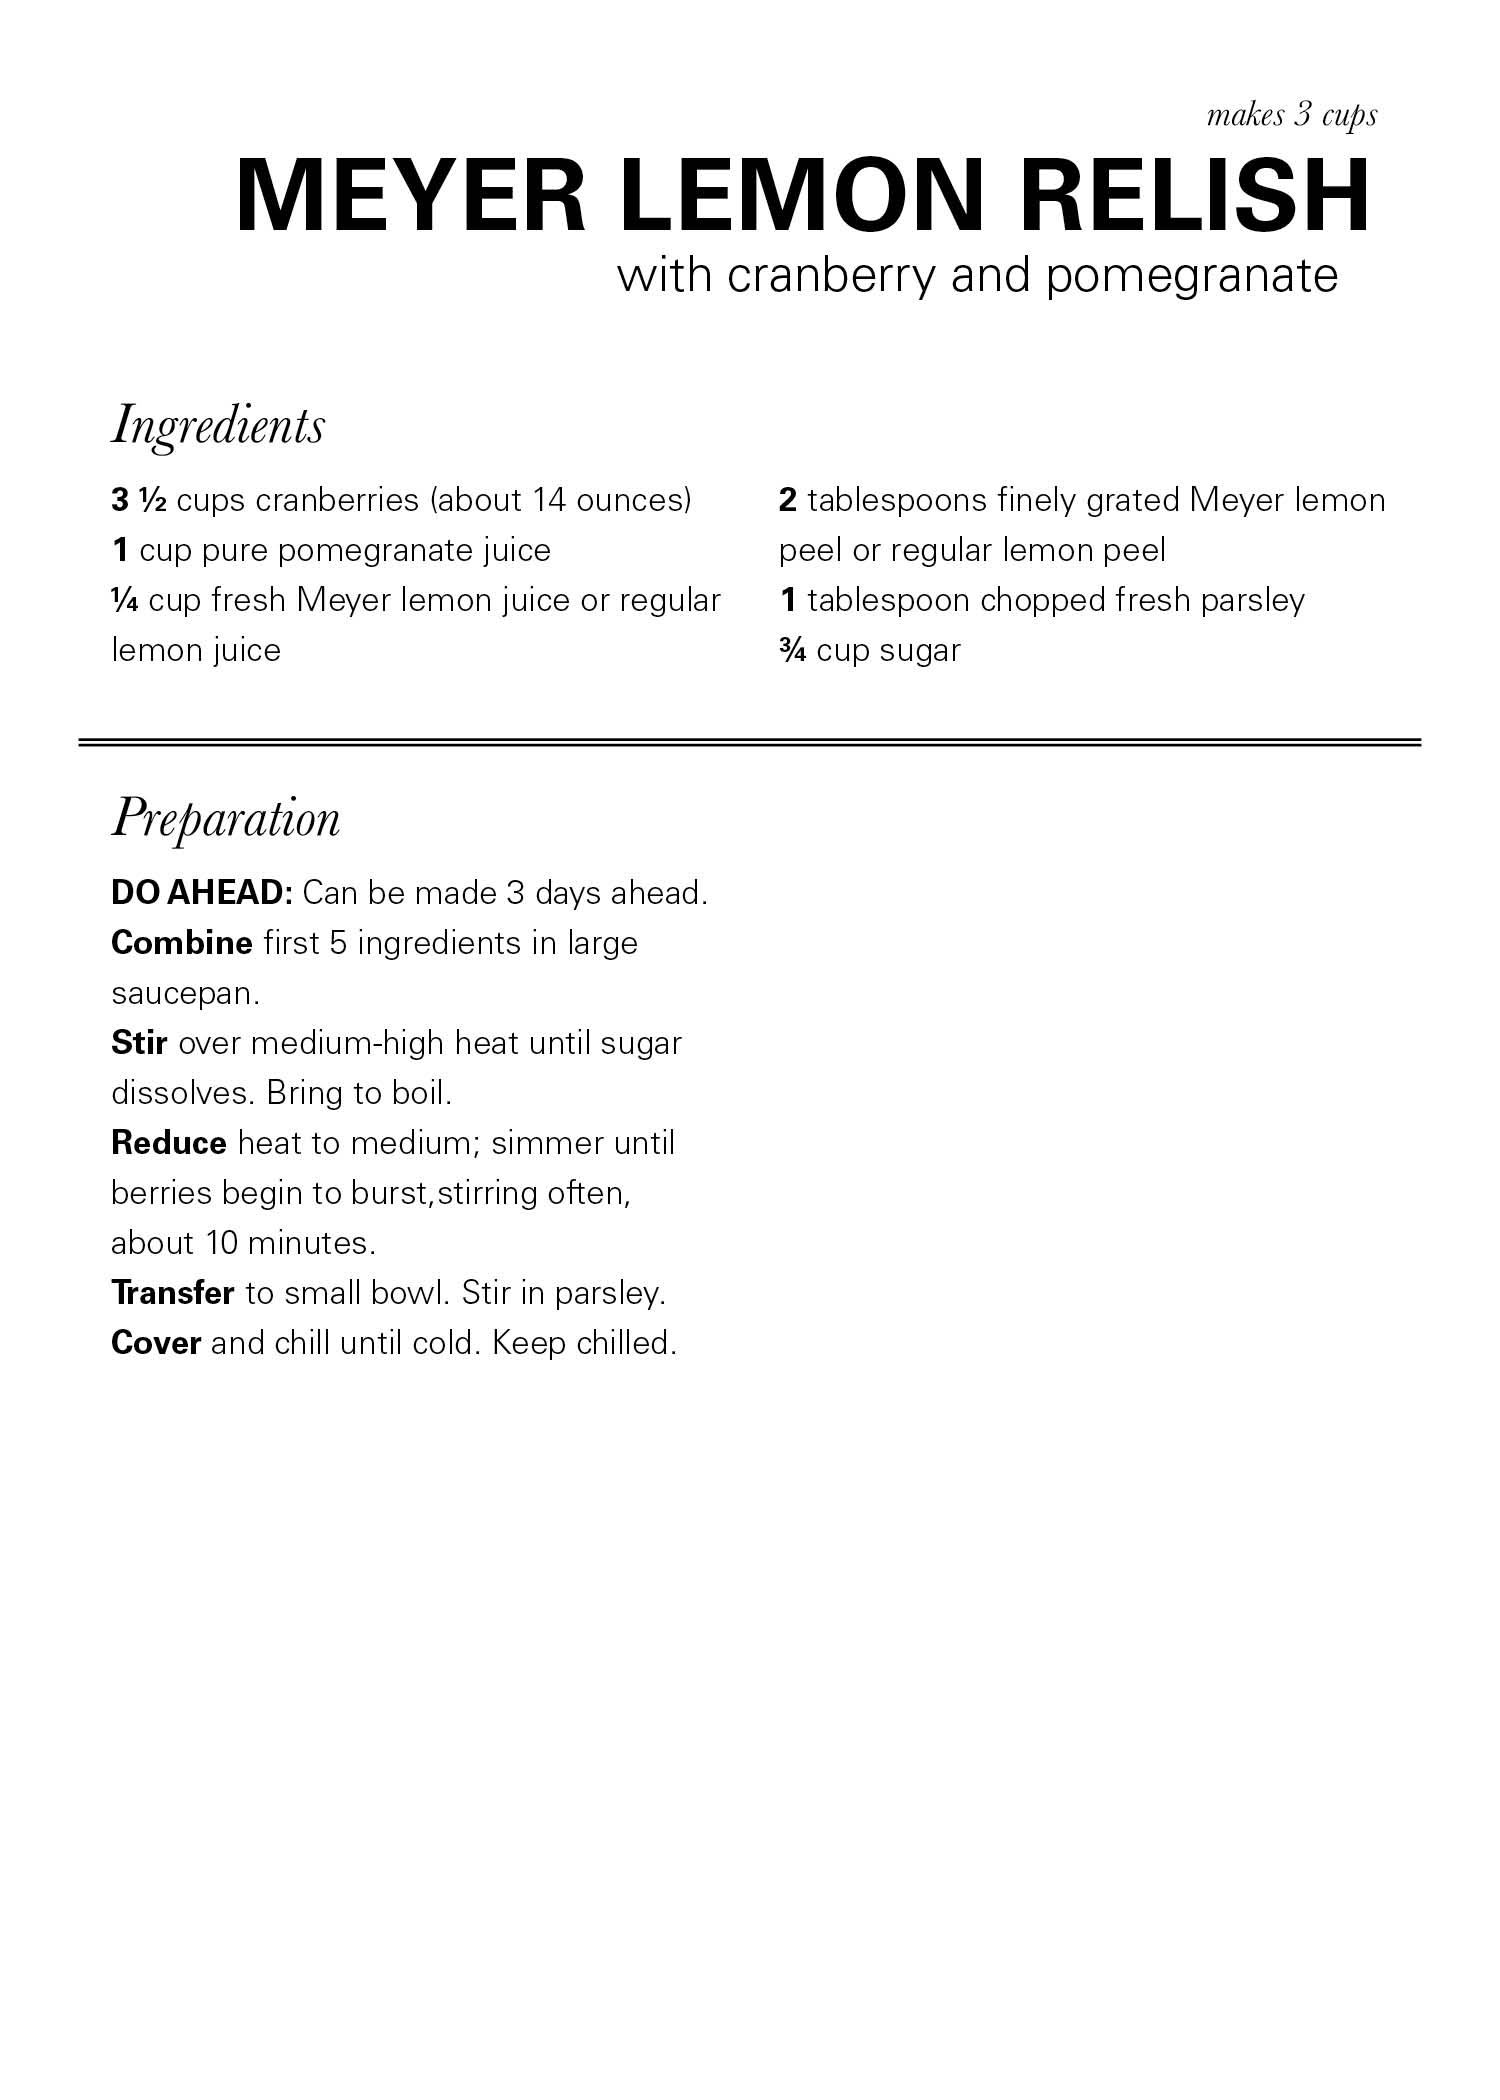 makes 3 cups
MEYER LEMON RELISH
with cranberry and pomegranate
Ingredients
3 ½ cups cranberries (about 14 ounces)
1 cup pure pomegranate juice
¼ cup fresh Meyer lemon juice or regular
lemon juice
2 tablespoons finely grated Meyer lemon
peel or regular lemon peel
1 tablespoon chopped fresh parsley
¾ cup sugar
Preparation
DO AHEAD: Can be made 3 days ahead.
Combine first 5 ingredients in large
saucepan.
Stir over medium-high heat until sugar
dissolves. Bring to boil.
Reduce heat to medium; simmer until
berries begin to burst,stirring often,
about 10 minutes.
Transfer to small bowl. Stir in parsley.
Cover and chill until cold. Keep chilled.